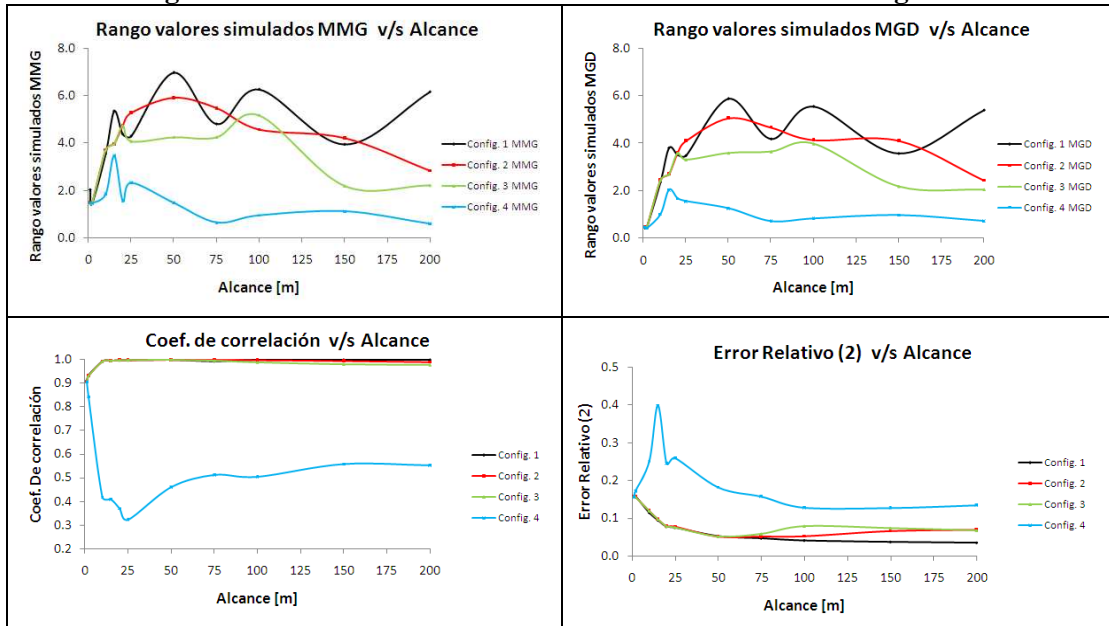 Rango valores simulados MMG v/s Alcance
8.0
6.0
4.0
2.0
0.0
Rango valores simulados MMG
0 25 50 75 100 125 150 175 200
Alcance [m]
Config. 1 MMG
Config. 2 MMG
Config. 3 MMG
Config. 4 MMG
Rango valores simulados MGD v/s Alcance
8.0
6.0
4.0
2.0
0.0
Rango valores simulados MGD
0 25 50 75 100 125 150 175 200
Alcance [m]
Config. 1 MGD
Config. 2 MGD
Config. 3 MGD
Config. 4 MGD
Coef. de correlación v/s Alcance
1.0
0.9
0.8
0.7
0.6
0.5
0.4
0.3
0.2
Coef. De correlación
0 25 50 75 100 125 150 175 200
Alcance [m]
Config. 1
Config. 2
Config. 3
Config. 4
Error Relativo (2) v/s Alcance
0.5
0.4
0.3
0.2
0.1
0.0
Error Relativo (2)
0 25 50 75 100 125 150 175 200
Alcance [m]
Config. 1
Config. 2
Config. 3
Config. 4